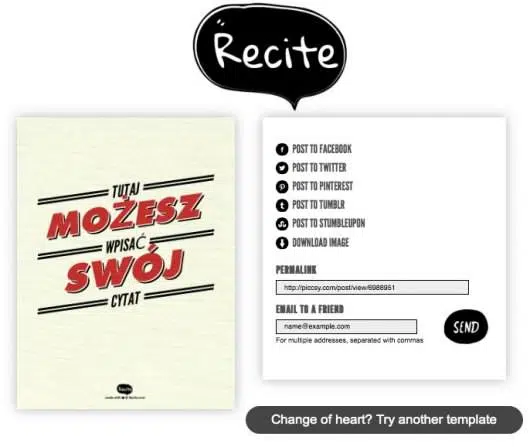 Recite
TUTAJ
MOŻESZ
WPISAĆ
SWÓJ
CYTAT
Recite
POST TO FACEBOOK
POST TO TWITTER
POST TO PINTEREST
POST TO TUMBLR
POST TO STUMBLEUPON
DOWNLOAD IMAGE
PERMALINK
http://piccsy.com/post/view/6986951
EMAIL TO A FRIEND
name@example.com
SEND
For multiple addresses, separated with commas
Change of heart? Try another template